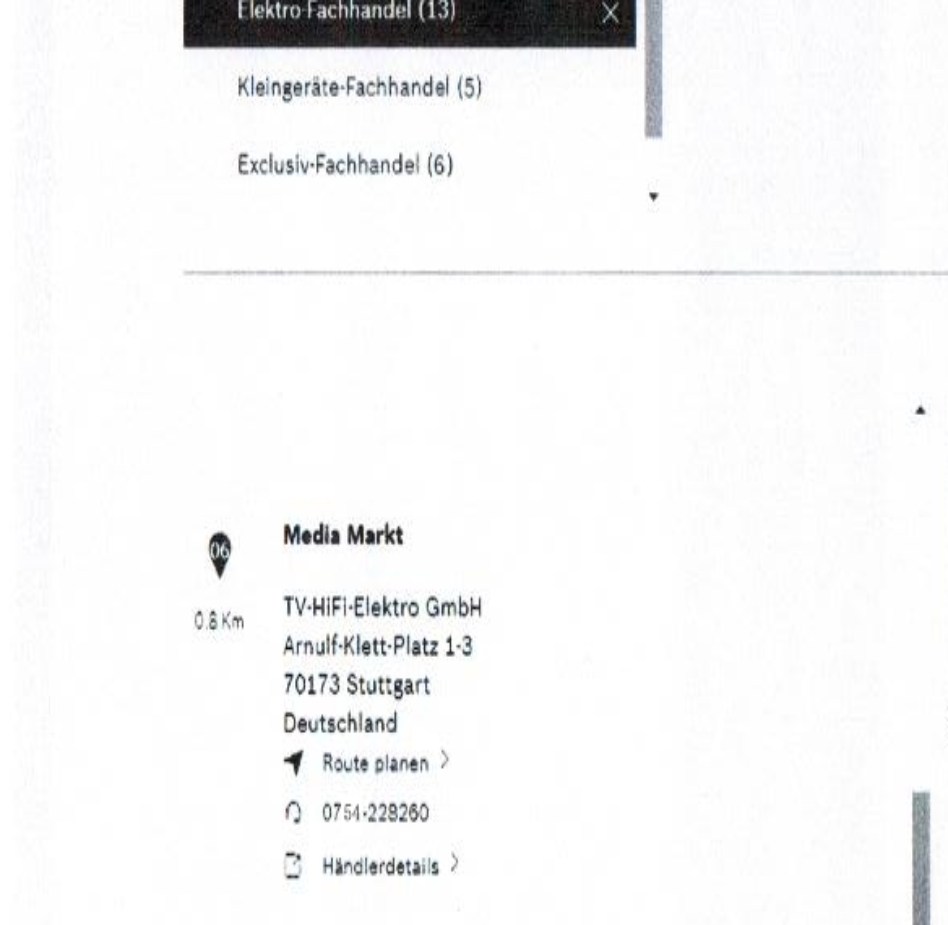 Elektro-Fachhandel (13)
Kleingeräte-Fachhandel (5)
Exclusiv-Fachhandel (6)
06
Media Markt
0.8 Km
TV-HiFi-Elektro GmbH
Arnulf-Klett-Platz 1-3
70173 Stuttgart
Deutschland
Route planen
0754-228260
Händlerdetails